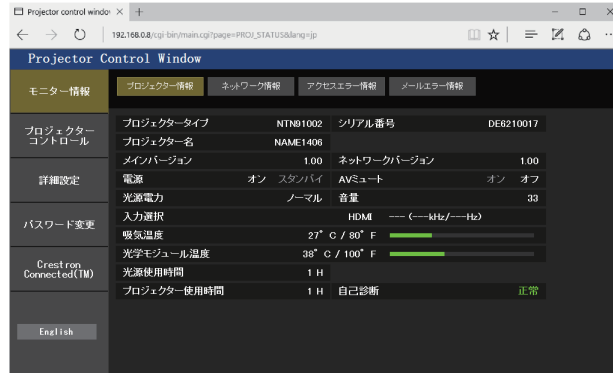 Projector control windo
192.168.0.8/cgi-bin/main.cgi?page=PROJ_STATUS&lang=jp
Projector Control Window
モニター情報
プロジェクター情報 ネットワーク情報 アクセスエラー情報 メールエラー情報
プロジェクター
コントロール
詳細設定
パスワード変更
Crestron
Connected(TM)
English
プロジェクタータイプ NTN91002 シリアル番号 DE6210017
プロジェクター名 NAME1406
メインバージョン 1.00 ネットワークバージョン 1.00
電源 オン スタンバイ AVミュート オン オフ
光源電力 ノーマル 音量 33
入力選択 HDMI --- (---kHz/---Hz)
吸気温度 27° C / 80° F
光学モジュール温度 38° C / 100° F
光源使用時間 1 H
プロジェクター使用時間 1 H 自己診断 正常